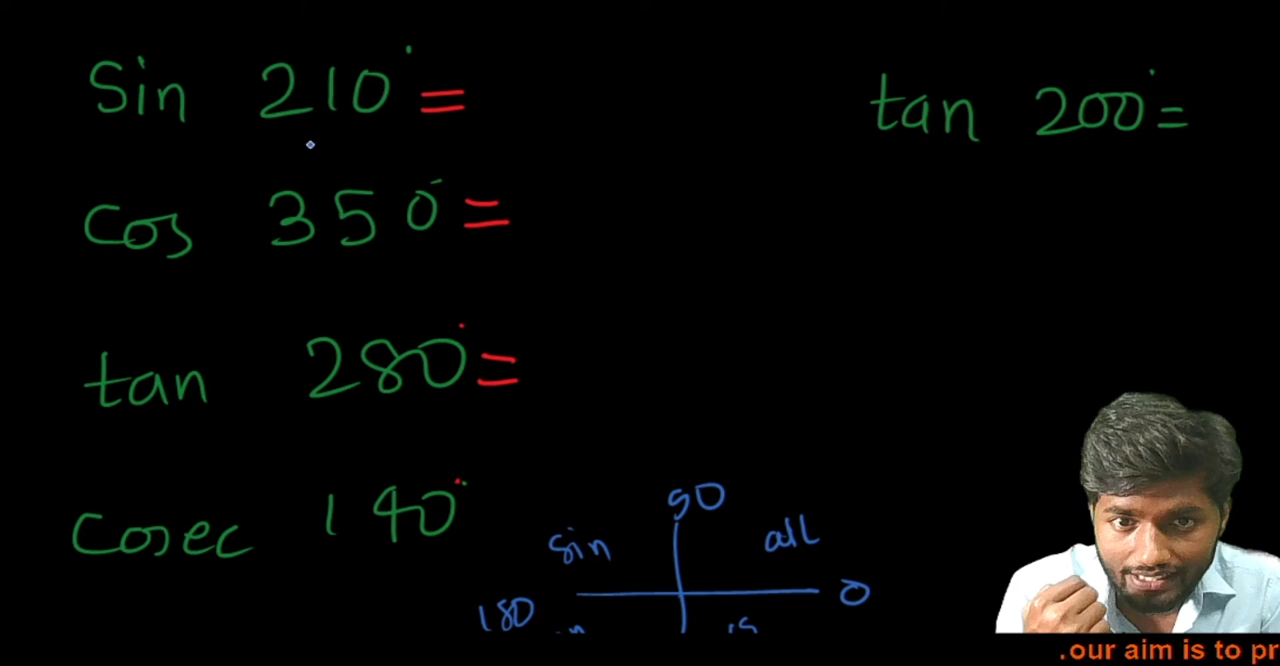 Sin 210° =
tan 200° =
cos 350° =
tan 280° =
cosec 140°
90
sin all
180 0
.our aim is to pr